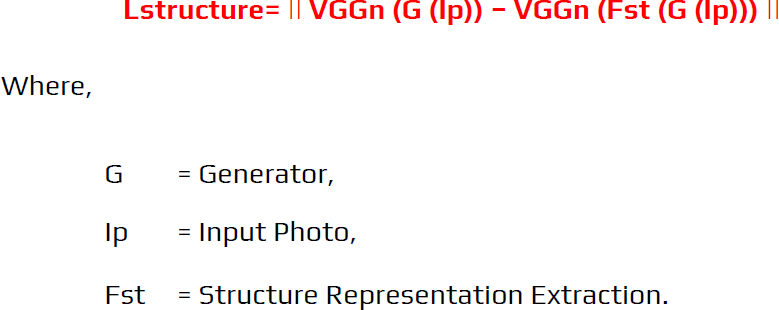 Lstructure= || VGGn (G (Ip)) - VGGn (Fst (G (Ip))) ||
Where,
G = Generator,
Ip = Input Photo,
Fst = Structure Representation Extraction.